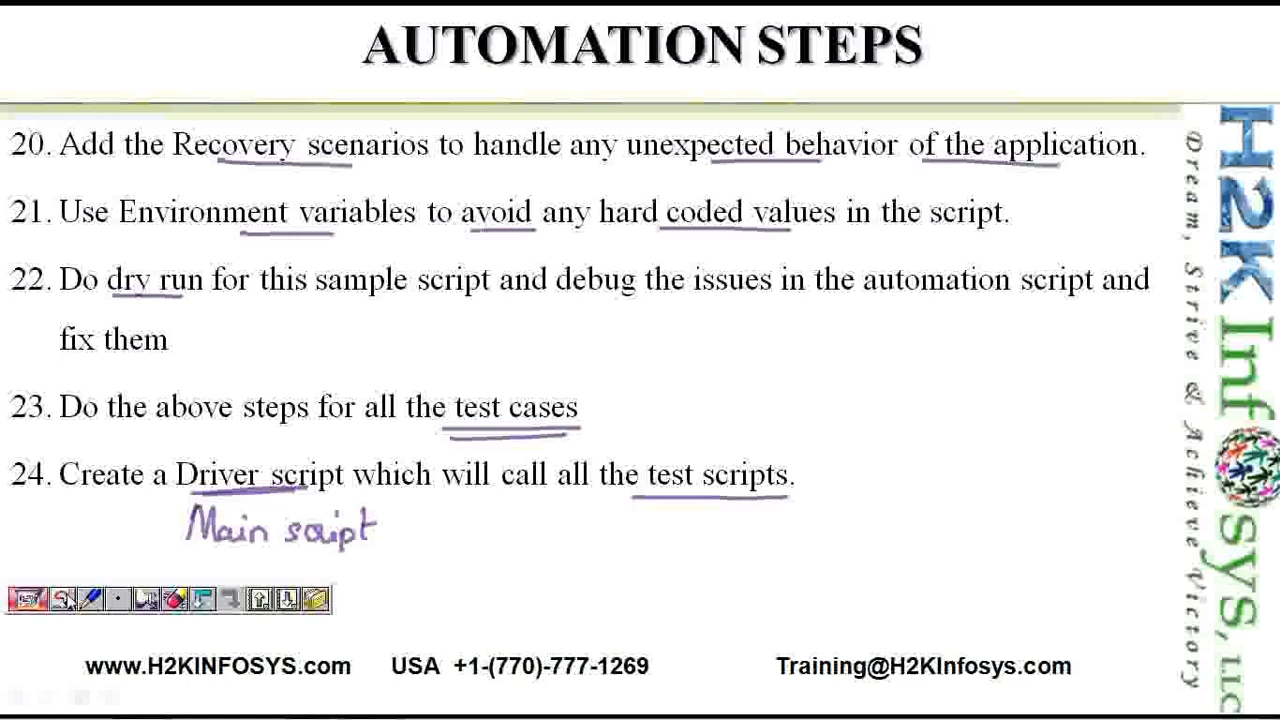 AUTOMATION STEPS
20. Add the Recovery scenarios to handle any unexpected behavior of the application.
21. Use Environment variables to avoid any hard coded values in the script.
22. Do dry run for this sample script and debug the issues in the automation script and
fix them
23. Do the above steps for all the test cases
24. Create a Driver script which will call all the test scripts.
Main script
www.H2KINFOSYS.com USA +1-(770)-777-1269 Training@H2KInfosys.com
Dream, Strive & Achieve Victory
H2K Infosys, LLC